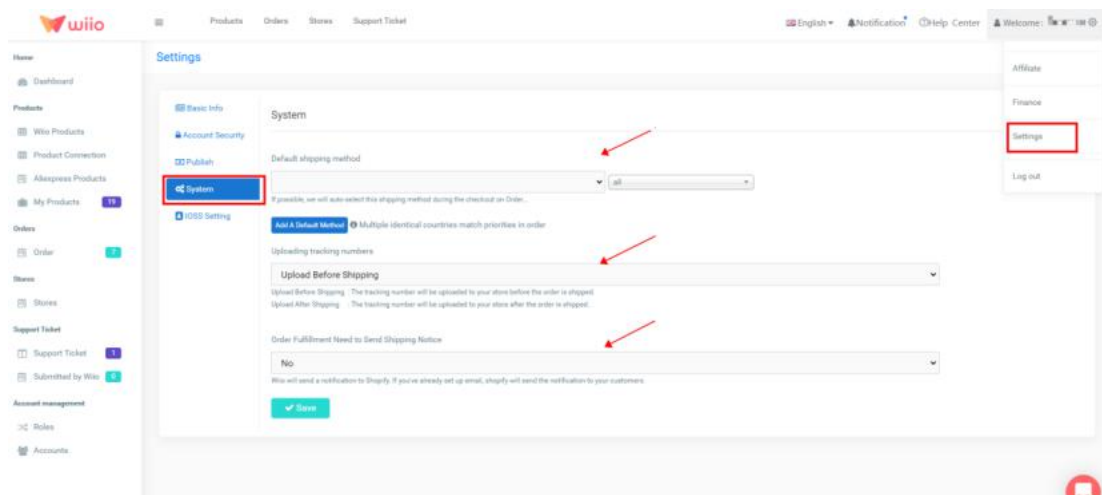 wiio
Products Orders Stores Support Ticket
English Notification Help Center Welcome:
Home
Dashboard
Products
Wiio Products
Product Connection
Aliexpress Products
My Products 19
Orders
Order 7
Stores
Stores
Support Ticket
Support Ticket 1
Submitted by Wiio 0
Account management
Roles
Accounts
Settings
Basic Info
Account Security
Publish
System
IOSS Setting
System
Default shipping method
all
If possible, we will auto-select this shipping method during the checkout on Order...
Add A Default Method Multiple identical countries match priorities in order
Uploading tracking numbers
Upload Before Shipping
Upload Before Shipping : The tracking number will be uploaded to your store before the order is shipped.
Upload After Shipping : The tracking number will be uploaded to your store after the order is shipped.
Order Fulfillment Need to Send Shipping Notice
No
Wiio will send a notification to Shopify. If you've already set up email, shopify will send the notification to your customers.
Save
Affiliate
Finance
Settings
Log out